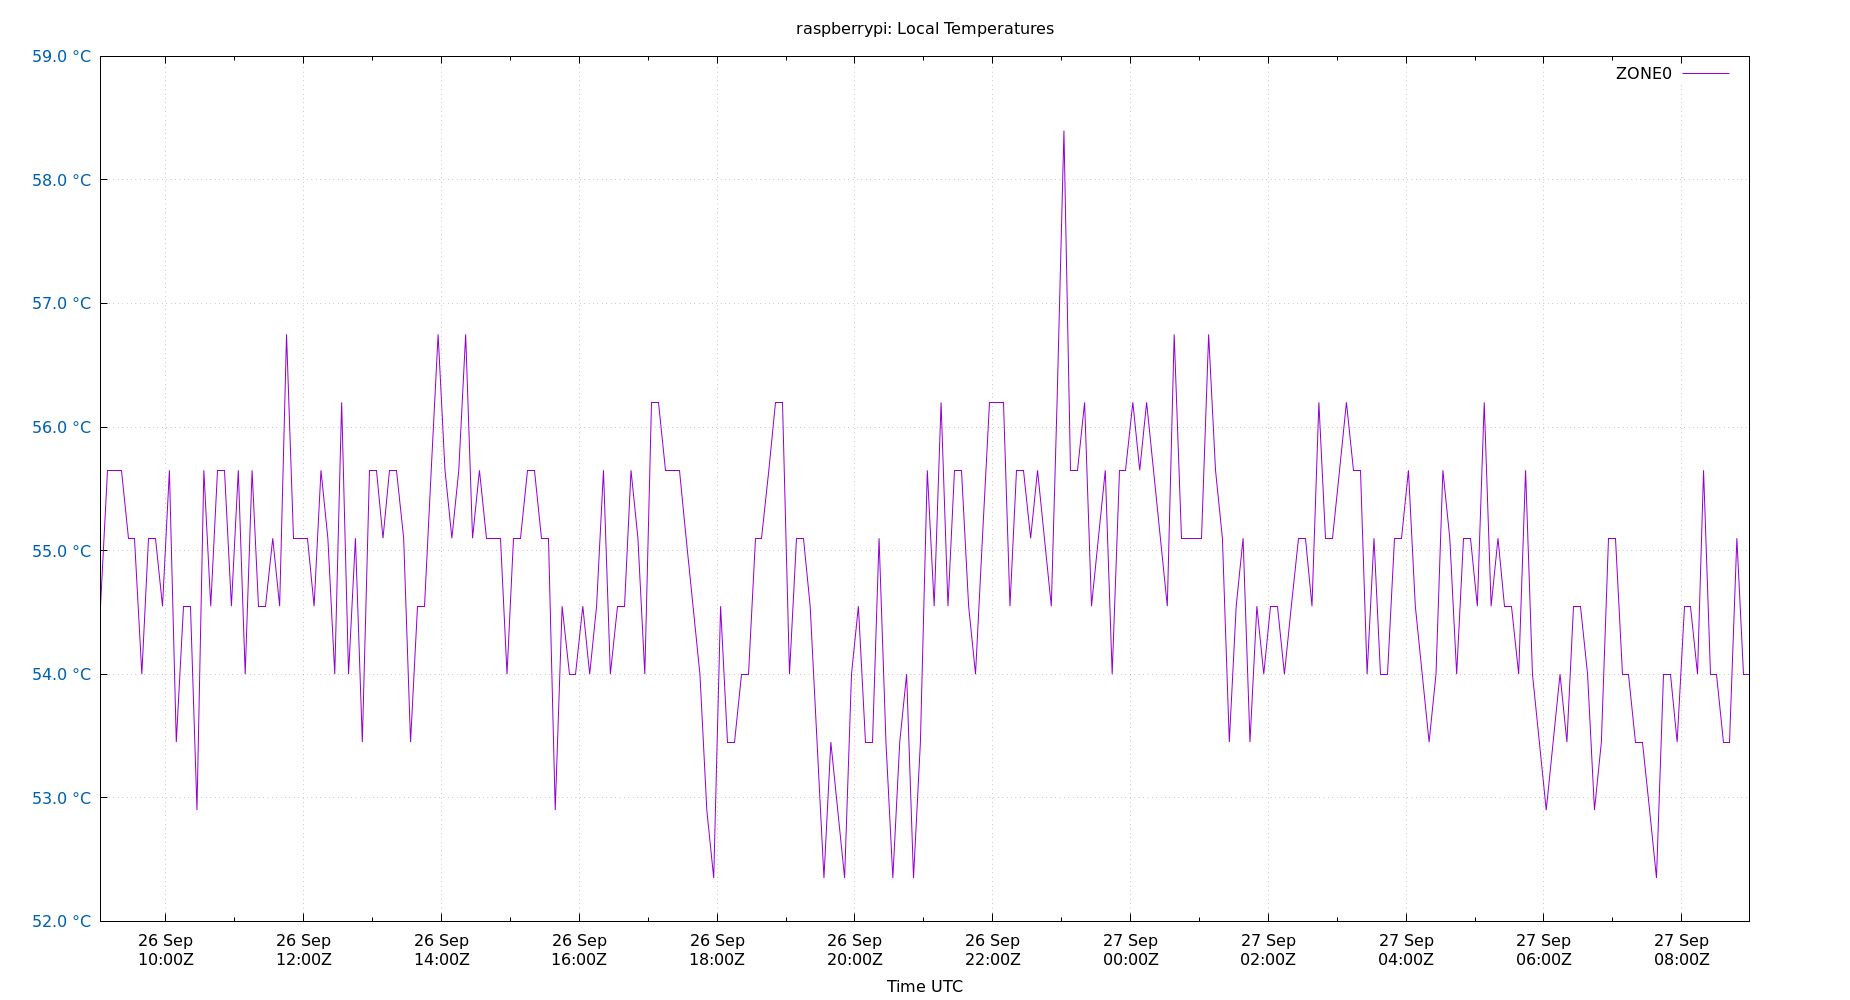 raspberrypi: Local Temperatures
59.0 °C
ZONE0
58.0 °C
57.0 °C
56.0 °C
55.0 °C
54.0 °C
53.0 °C
52.0 °C
26 Sep 26 Sep 26 Sep 26 Sep 26 Sep 26 Sep 26 Sep 27 Sep 27 Sep 27 Sep 27 Sep 27 Sep
10:00Z 12:00Z 14:00Z 16:00Z 18:00Z 20:00Z 22:00Z 00:00Z 02:00Z 04:00Z 06:00Z 08:00Z
Time UTC